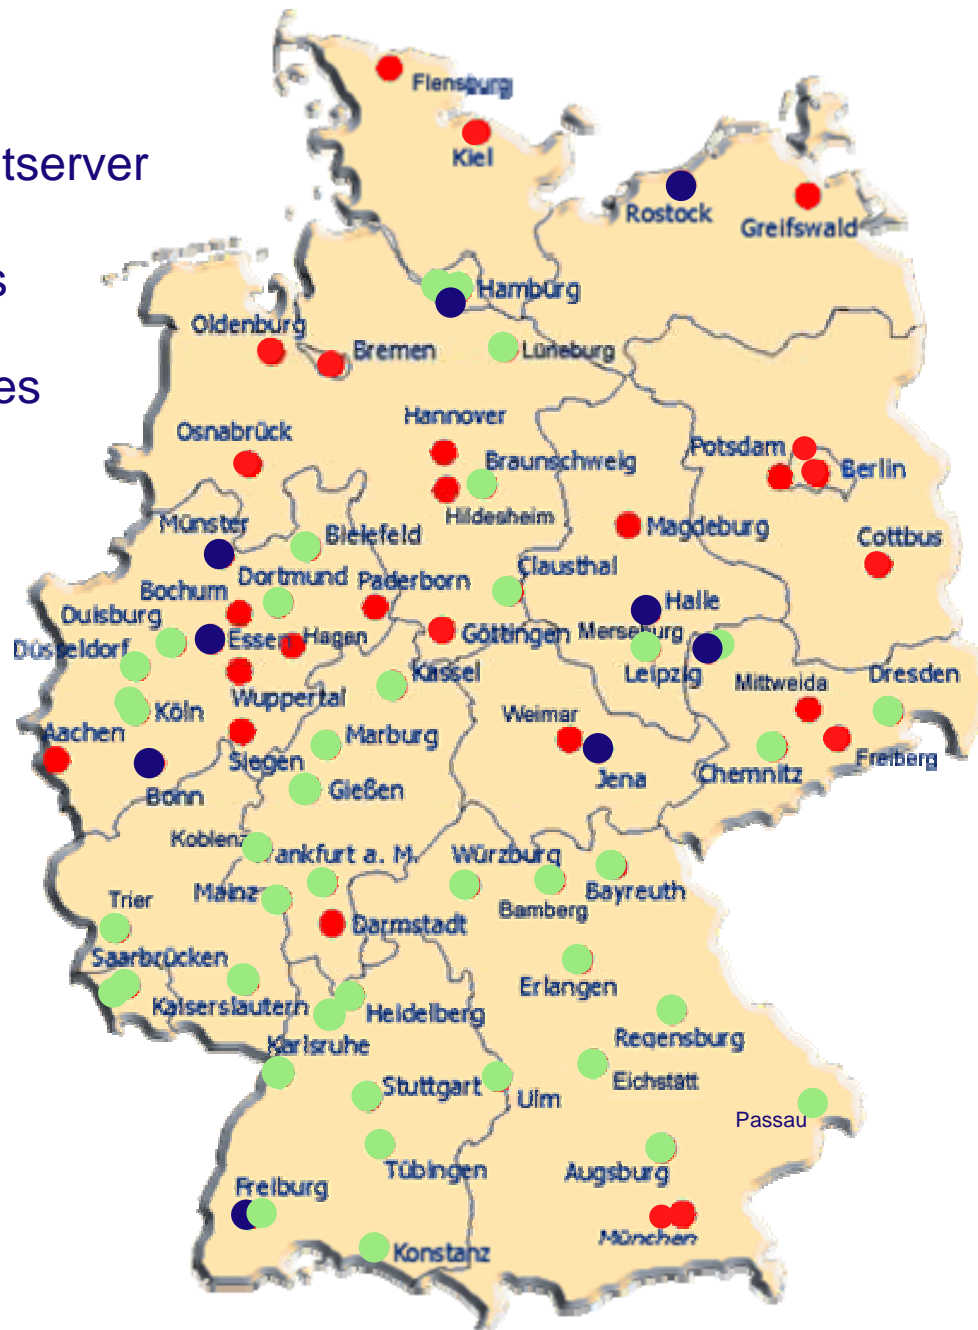 Flensburg
tserver
Kiel
Rostock
Greifswald
s
Hamburg
Oldenburg
Bremen
Lüneburg
es
Hannover
Osnabrück
Potsdam
Braunschweig
Berlin
Hildesheim
Münster
Bielefeld
Magdeburg
Cottbus
Clausthal
Dortmund
Paderborn
Bochum
Halle
Duisburg
Essen
Hagen
Göttingen
Merseburg
Düsseldorf
Kassel
Leipzig
Dresden
Mittweida
Wuppertal
Köln
Weimar
Aachen
Marburg
Siegen
Freiberg
Jena
Chemnitz
Bonn
Gießen
Koblenz
rankfurt a. M.
Würzburg
Mainz
Bayreuth
Trier
Bamberg
Darmstadt
Saarbrücken
Erlangen
Kaiserslautern
Heidelberg
Regensburg
Karlsruhe
Eichstätt
Stuttgart
Ulm
Passau
Tübingen
Augsburg
Freiburg
München
Konstanz